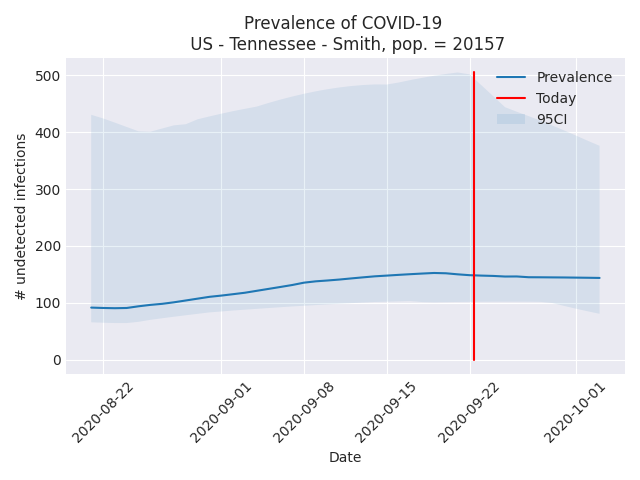 Prevalence of COVID-19
US - Tennessee - Smith, pop. = 20157
500
400
300
200
100
0
# undetected infections
Prevalence
Today
95CI
2020-08-22
2020-09-01
2020-09-08
2020-09-15
2020-09-22
2020-10-01
Date